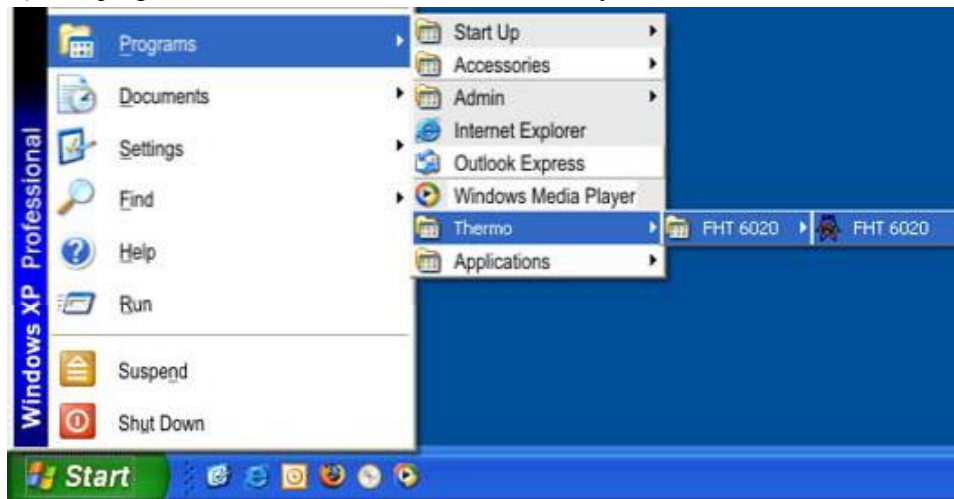 Programs
Documents
Settings
Find
Help
Run
Suspend
Shut Down
Windows XP Professional
Start Up
Accessories
Admin
Internet Explorer
Outlook Express
Windows Media Player
Thermo
Applications
FHT 6020
FHT 6020
Start